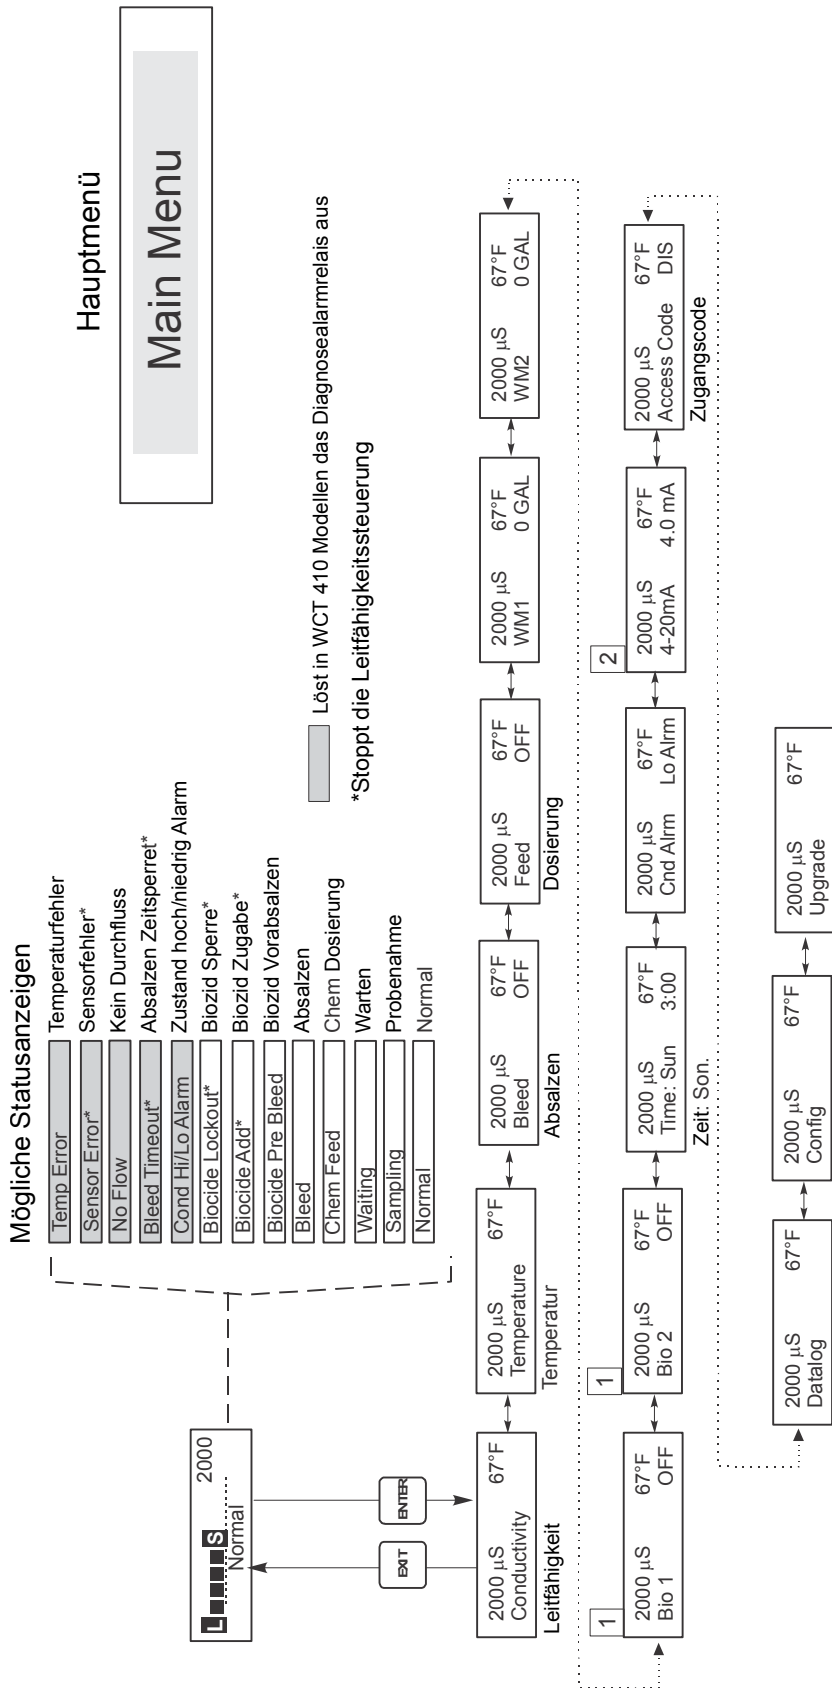 Hauptmenü
Main Menu
Mögliche Statusanzeigen
Temp Error Temperaturfehler
Sensor Error* Sensorfehler*
No Flow Kein Durchfluss
Bleed Timeout* Absalzen Zeitsperret*
Cond Hi/Lo Alarm Zustand hoch/niedrig Alarm
Biocide Lockout* Biozid Sperre*
Biocide Add* Biozid Zugabe*
Biocide Pre Bleed Biozid Vorabsalzen
Bleed Absalzen
Chem Feed Chem Dosierung
Waiting Warten
Sampling Probenahme
Normal Normal
Löst in WCT 410 Modellen das Diagnosealarmrelais aus
*Stoppt die Leitfähigkeitssteuerung
L S 2000
Normal
EXIT
ENTER
2000 µS 67°F
Conductivity
Leitfähigkeit
2000 µS 67°F
Temperature
Temperatur
2000 µS 67°F
Bleed OFF
Absalzen
2000 µS 67°F
Feed OFF
Dosierung
2000 µS 67°F
WM1 0 GAL
2000 µS 67°F
WM2 0 GAL
1
2000 µS 67°F
Bio 1 OFF
1
2000 µS 67°F
Bio 2 OFF
2000 µS 67°F
Time: Sun 3:00
Zeit: Son.
2000 µS 67°F
Cnd Alrm Lo Alrm
2
2000 µS 67°F
4-20mA 4.0 mA
2000 µS 67°F
Access Code DIS
Zugangscode
2000 µS 67°F
Datalog
2000 µS 67°F
Config
2000 µS 67°F
Upgrade